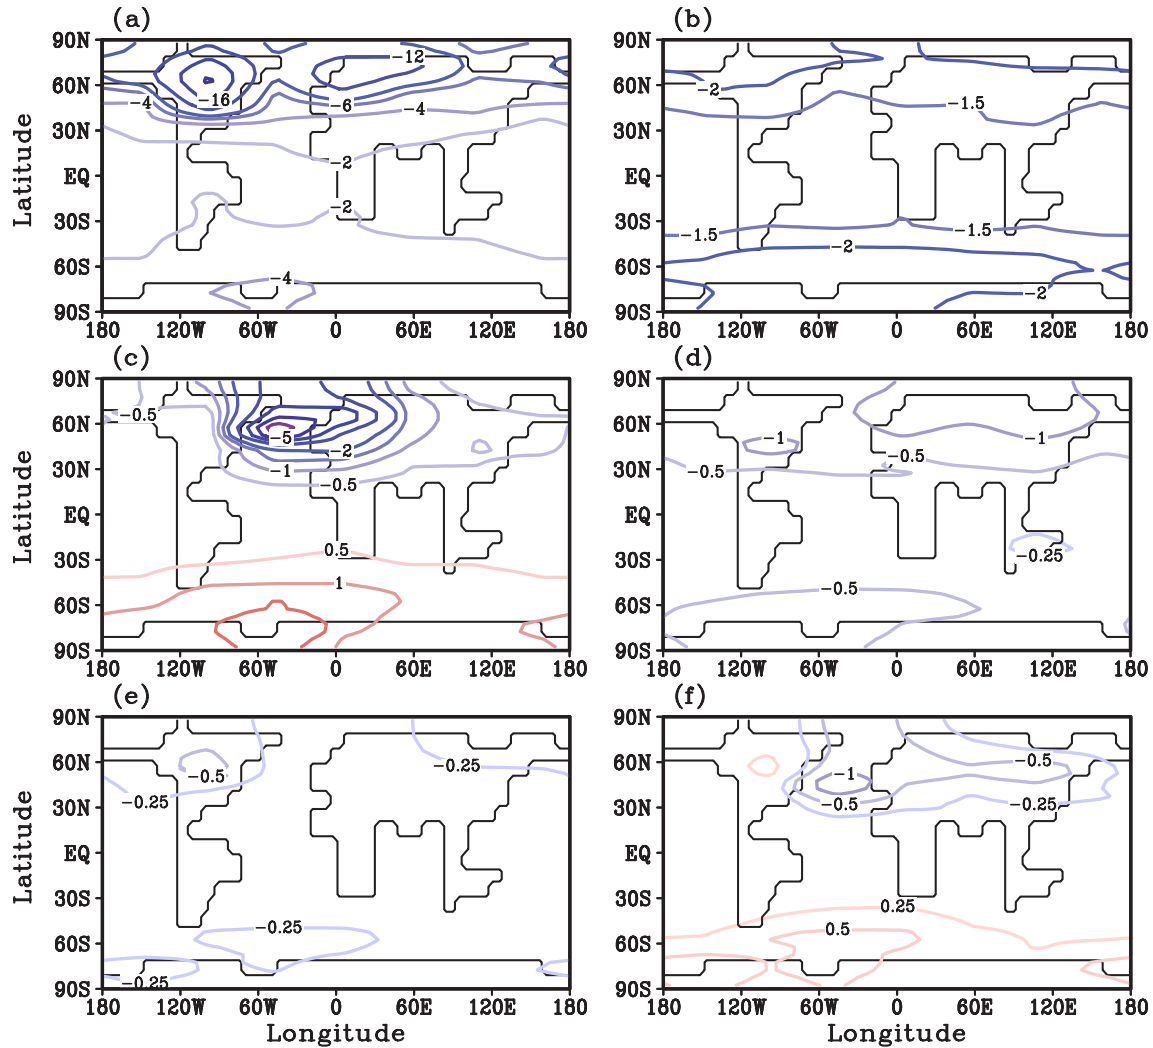 (a) (b)
90N 60N 30N EQ 30S 60S 90S
Latitude
−12 −16 −4 −6 −4 −2 −2 −4
−2 −1.5 −1.5 −1.5 −2 −2
180 120W 60W 0 60E 120E 180 180 120W 60W 0 60E 120E 180
(c) (d)
90N 60N 30N EQ 30S 60S 90S 90N 60N 30N EQ 30S 60S 90S
Latitude
−0.5 −5 −2 −1 −0.5 0.5 1
−1 −1 −0.5 −0.5 −0.25 −0.5
180 120W 60W 0 60E 120E 180 180 120W 60W 0 60E 120E 180
(e) (f)
90N 60N 30N EQ 30S 60S 90S 90N 60N 30N EQ 30S 60S 90S
Latitude
−0.5 −0.25 −0.25 −0.25 −0.25
−0.5 −1 −0.5 −0.25 0.25 0.5
180 120W 60W 0 60E 120E 180 180 120W 60W 0 60E 120E 180
Longitude Longitude